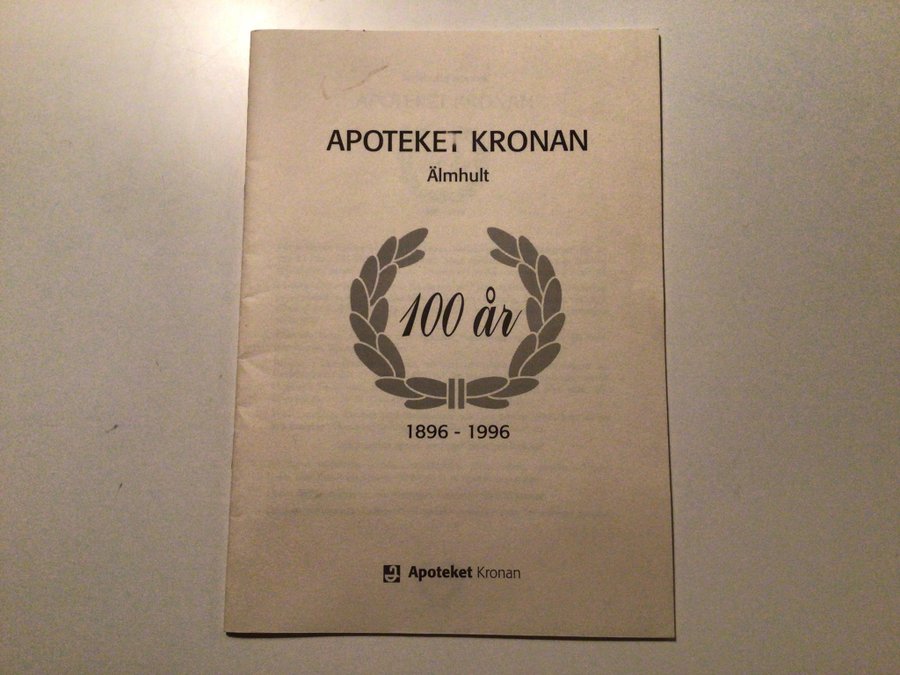 APOTEKET KRONAN
Älmhult
100 år
1896 - 1996
Apoteket Kronan